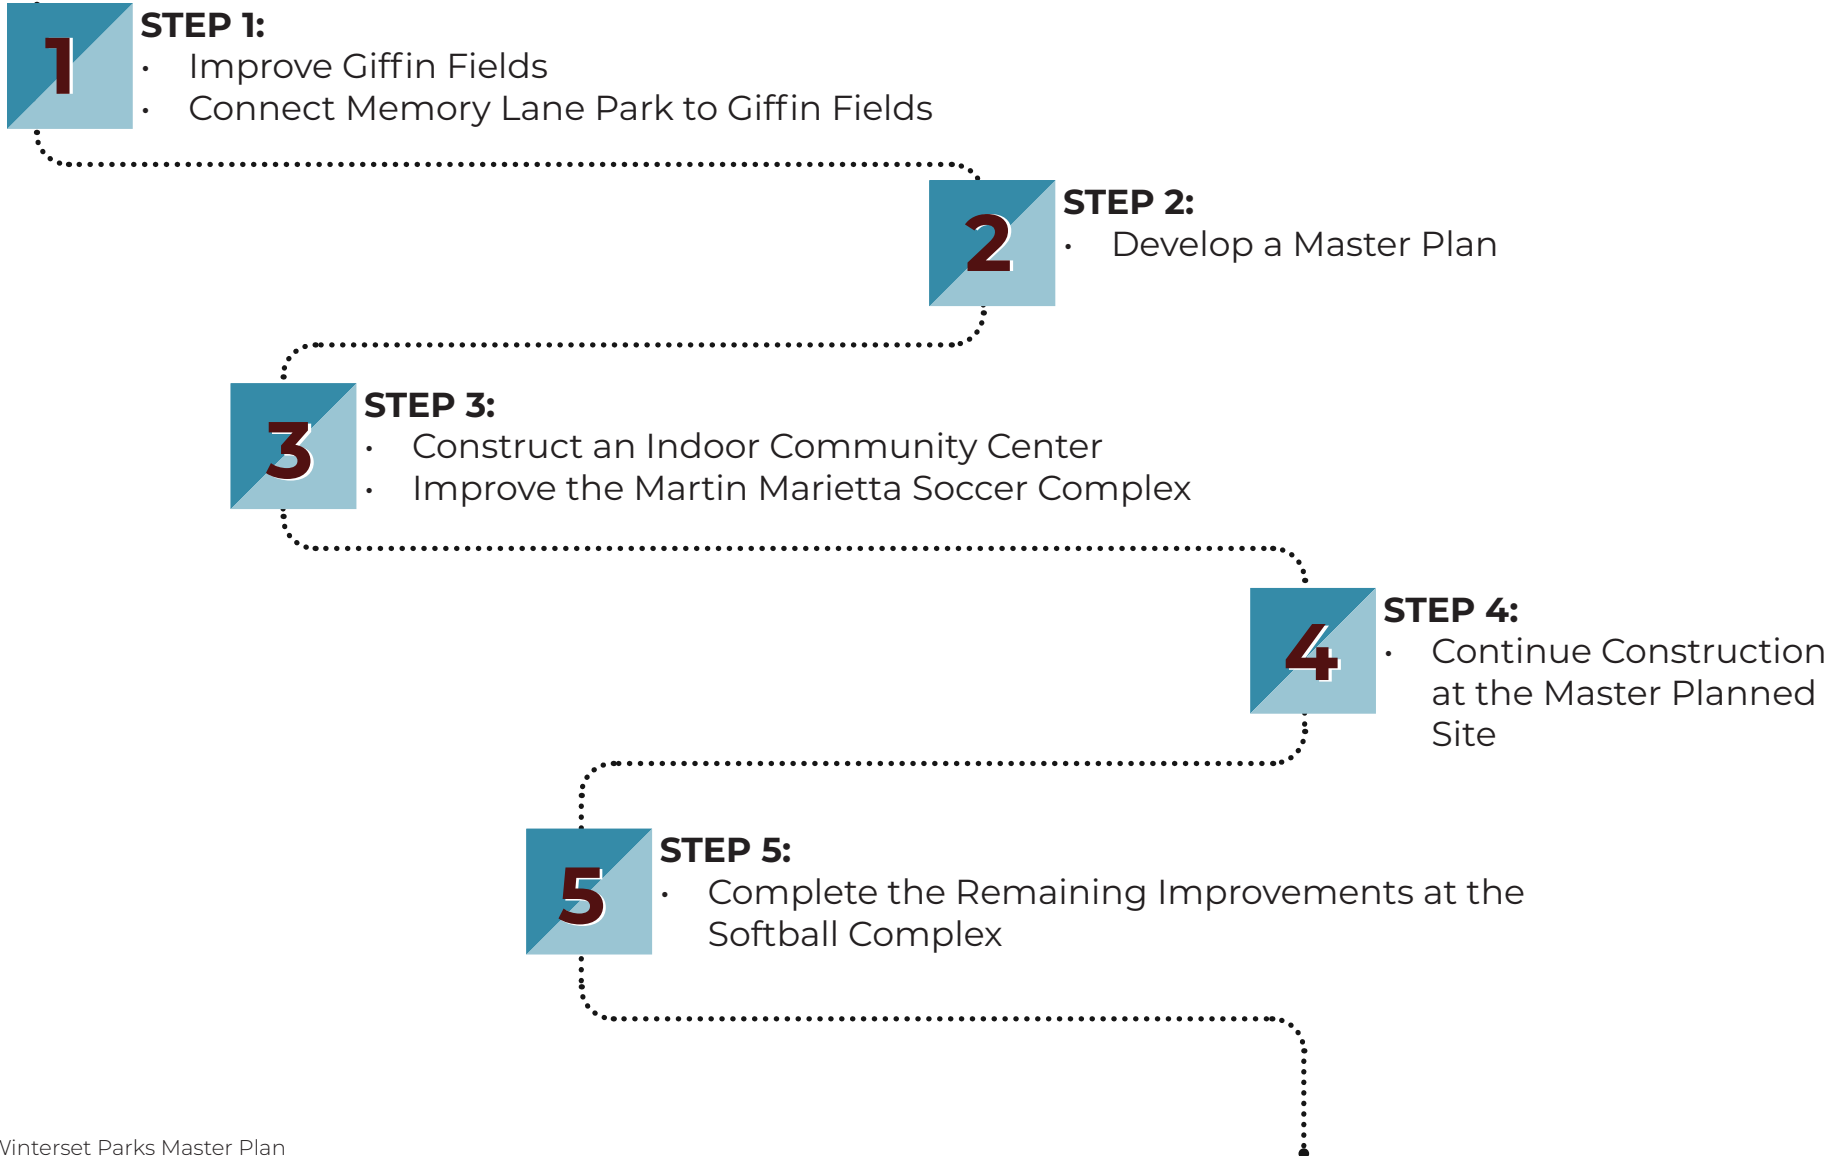 1
STEP 1:
• Improve Giffin Fields
• Connect Memory Lane Park to Giffin Fields
2
STEP 2:
• Develop a Master Plan
3
STEP 3:
• Construct an Indoor Community Center
• Improve the Martin Marietta Soccer Complex
4
STEP 4:
• Continue Construction
at the Master Planned
Site
5
STEP 5:
• Complete the Remaining Improvements at the
Softball Complex
Winterset Parks Master Plan